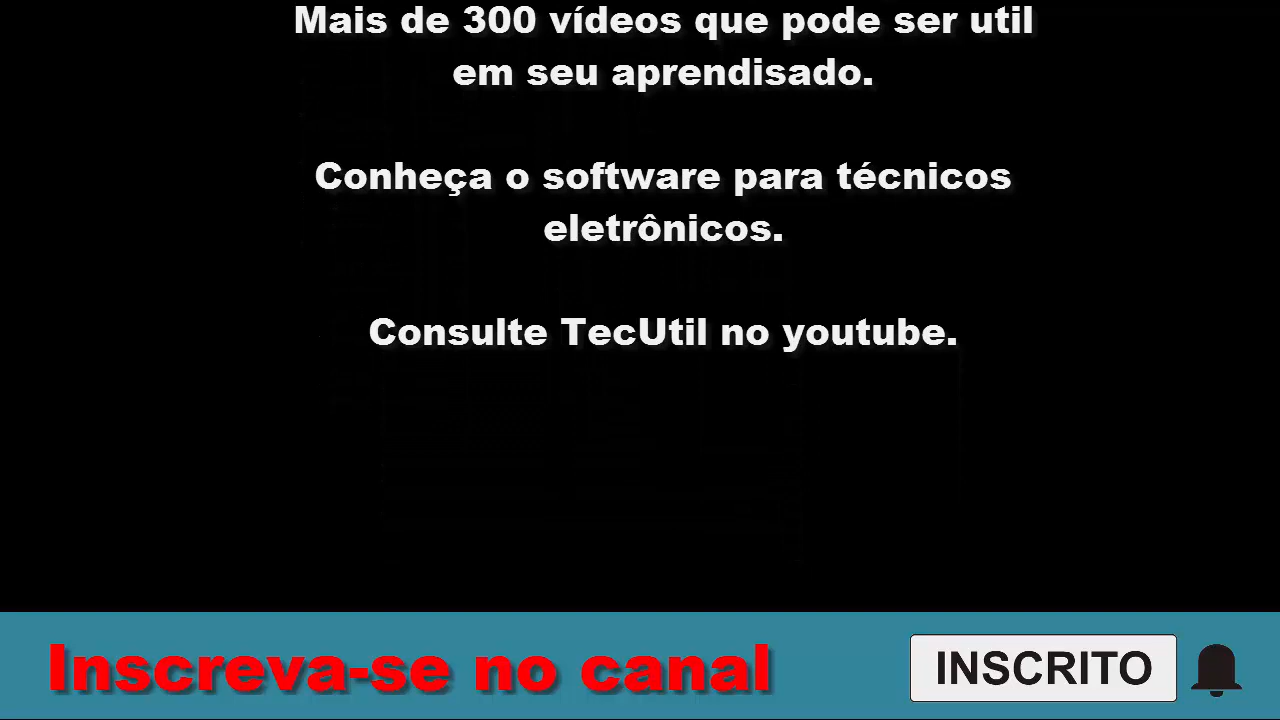 Mais de 300 vídeos que pode ser util
em seu aprendisado.
Conheça o software para técnicos
eletrônicos.
Consulte TecUtil no youtube.
Inscreva-se no canal
INSCRITO